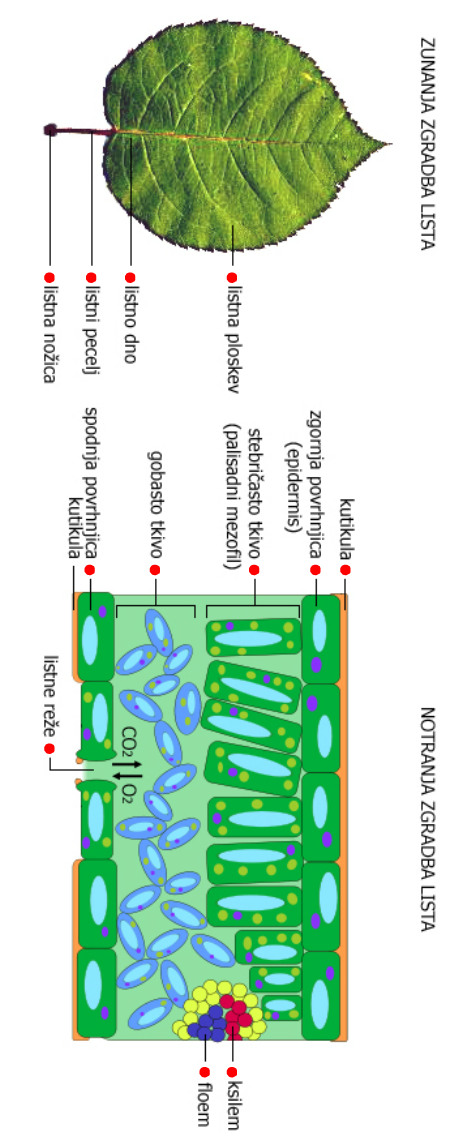 ZUNANJA ZGRADBA LISTA
listna ploskev
listno dno
listni pecelj
listna nožica
NOTRANJA ZGRADBA LISTA
kutikula
zgornja povrhnjica
(epidermis)
stebričasto tkivo
(palisadni mezofil)
gobasto tkivo
spodnja povrhnjica
kutikula
listne reže
CO2
O2
ksilem
floem